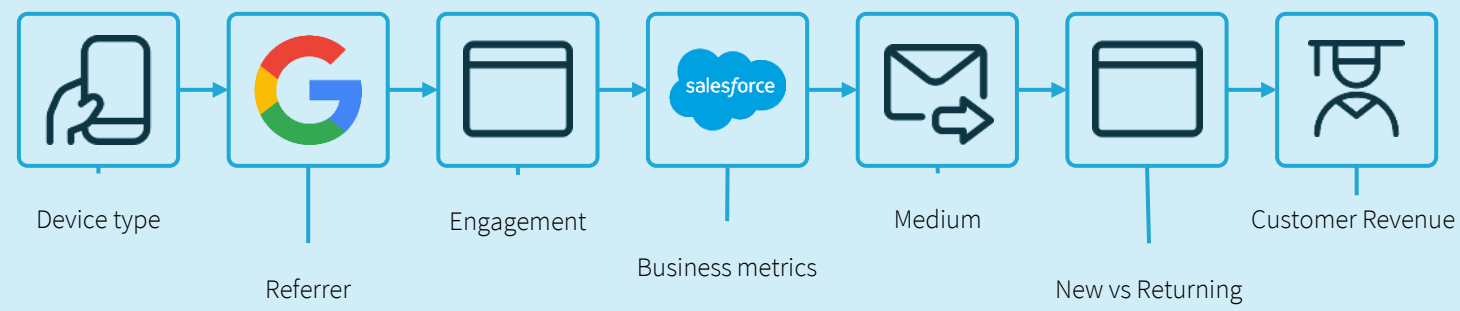 salesforce
Device type
Engagement
Medium
Customer Revenue
Business metrics
Referrer
New vs Returning